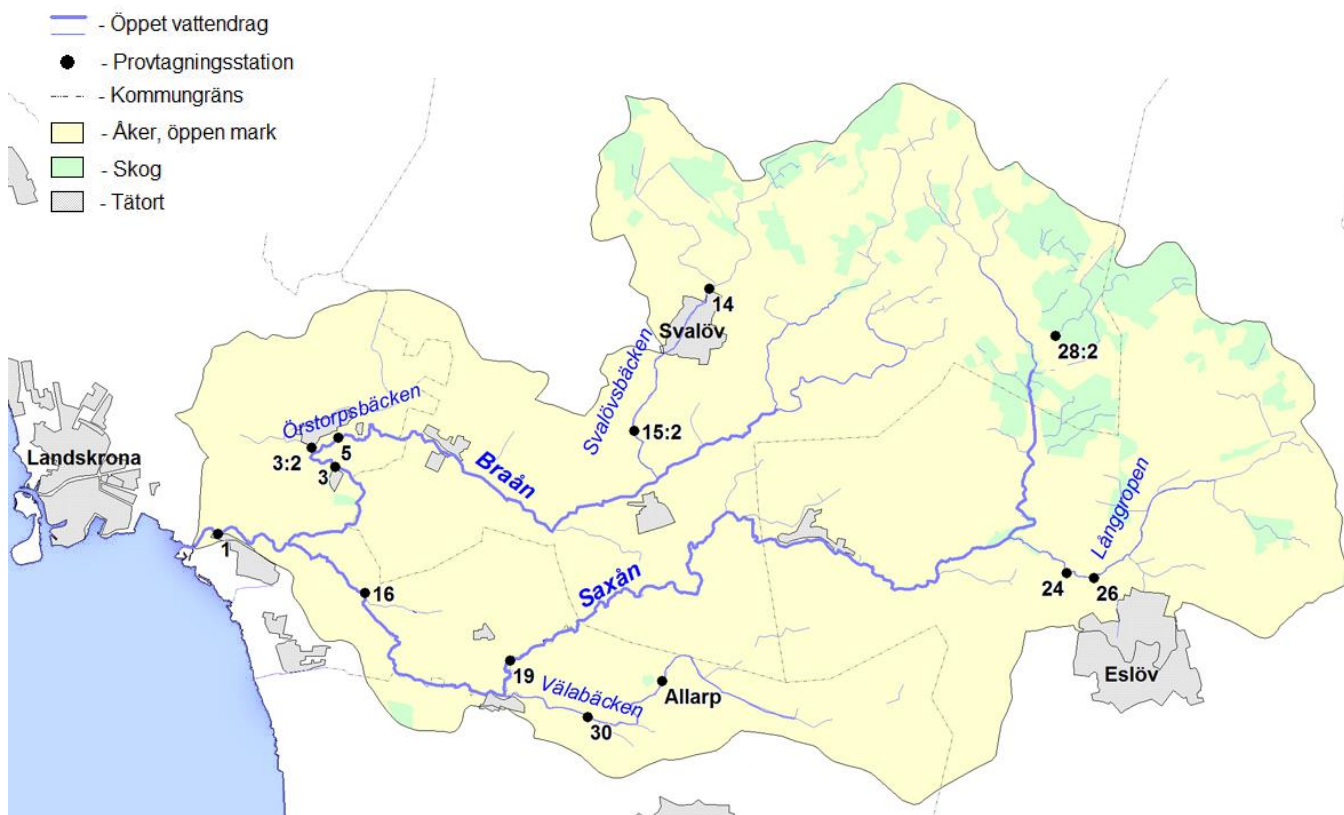 - Öppet vattendrag
- Provtagningsstation
- Kommungräns
- Åker, öppen mark
- Skog
- Tätort
14
Svalöv
28:2
Svalövsbäcken
Örstorpsbäcken
15:2
5
3:2
Landskrona
3
Braån
Långgropen
1
Saxån
24
26
16
19
Eslöv
Välabäcken
Allarp
30